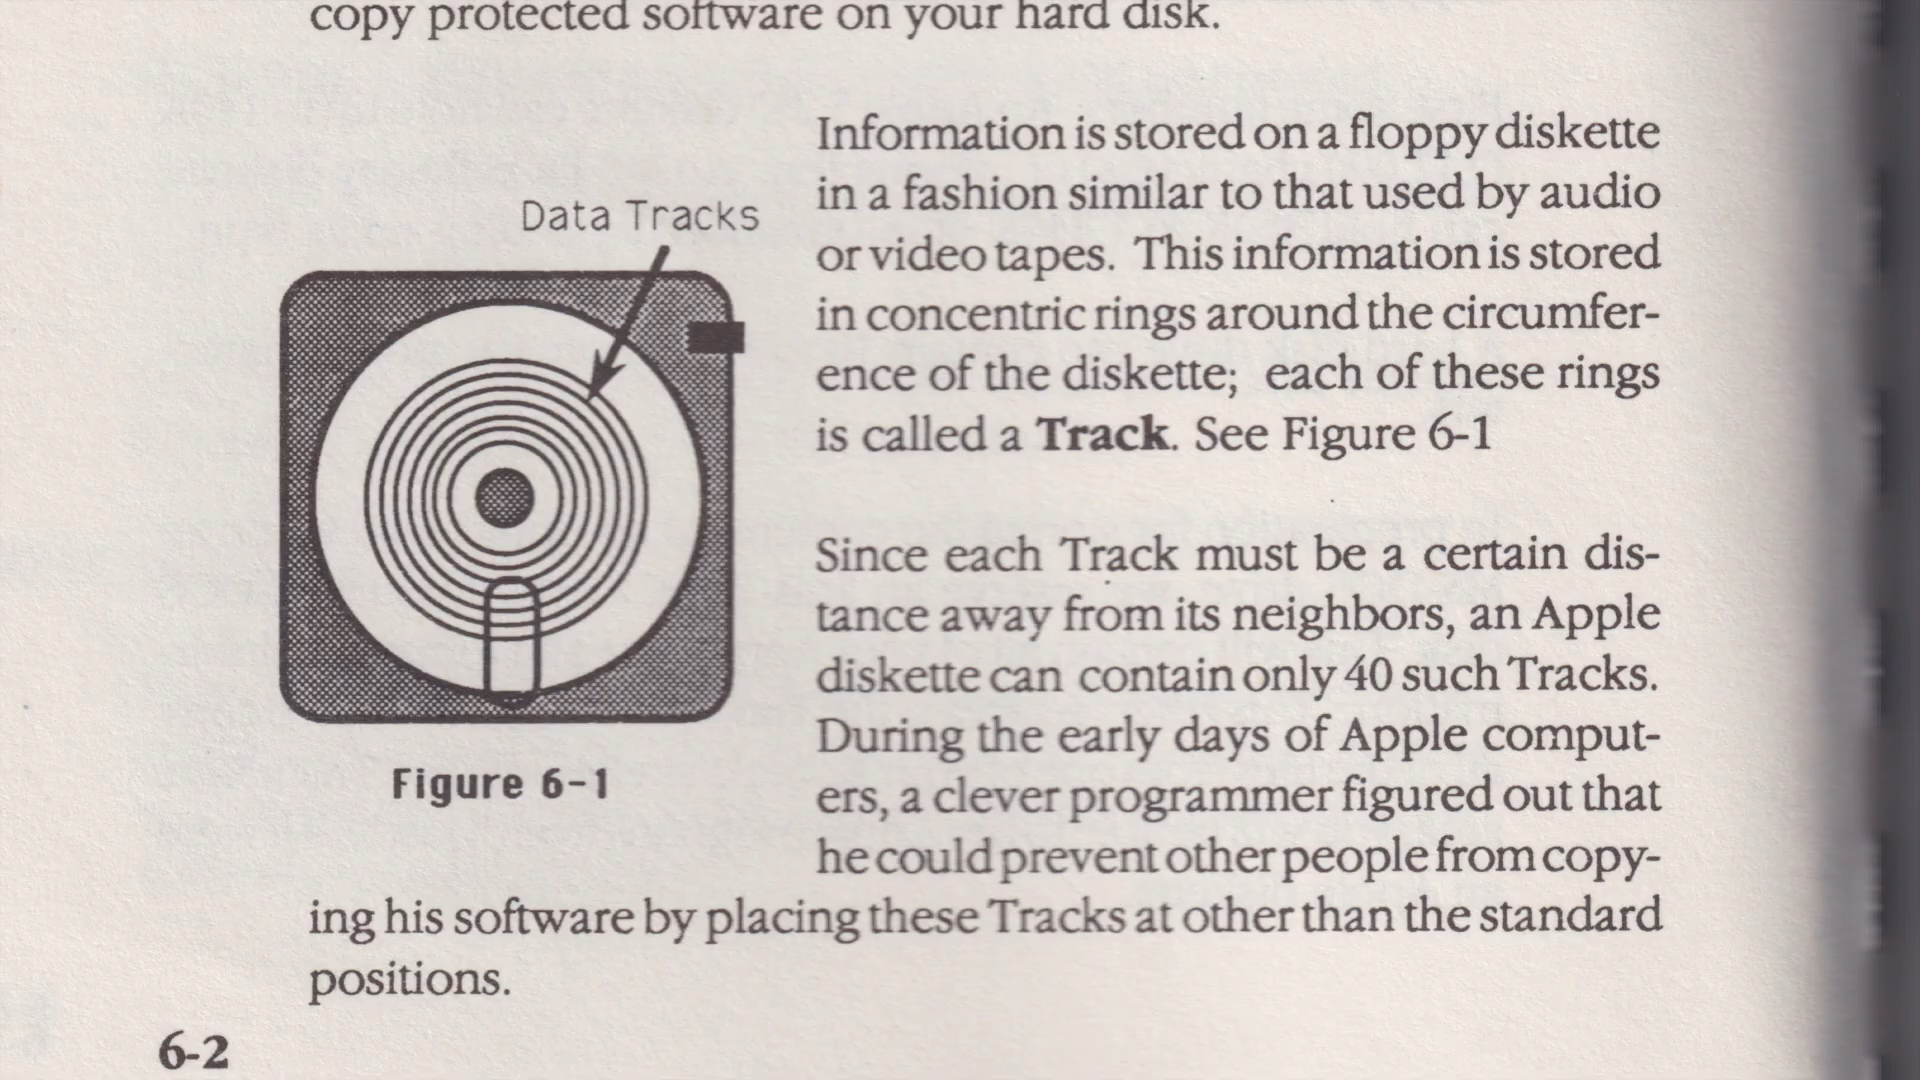 copy protected software on your hard disk.
Data Tracks
Figure 6-1
Information is stored on a floppy diskette
in a fashion similar to that used by audio
or video tapes. This information is stored
in concentric rings around the circumfer-
ence of the diskette; each of these rings
is called a Track. See Figure 6-1
Since each Track must be a certain dis-
tance away from its neighbors, an Apple
diskette can contain only 40 such Tracks.
During the early days of Apple comput-
ers, a clever programmer figured out that
he could prevent other people from copy-
ing his software by placing these Tracks at other than the standard
positions.
6-2